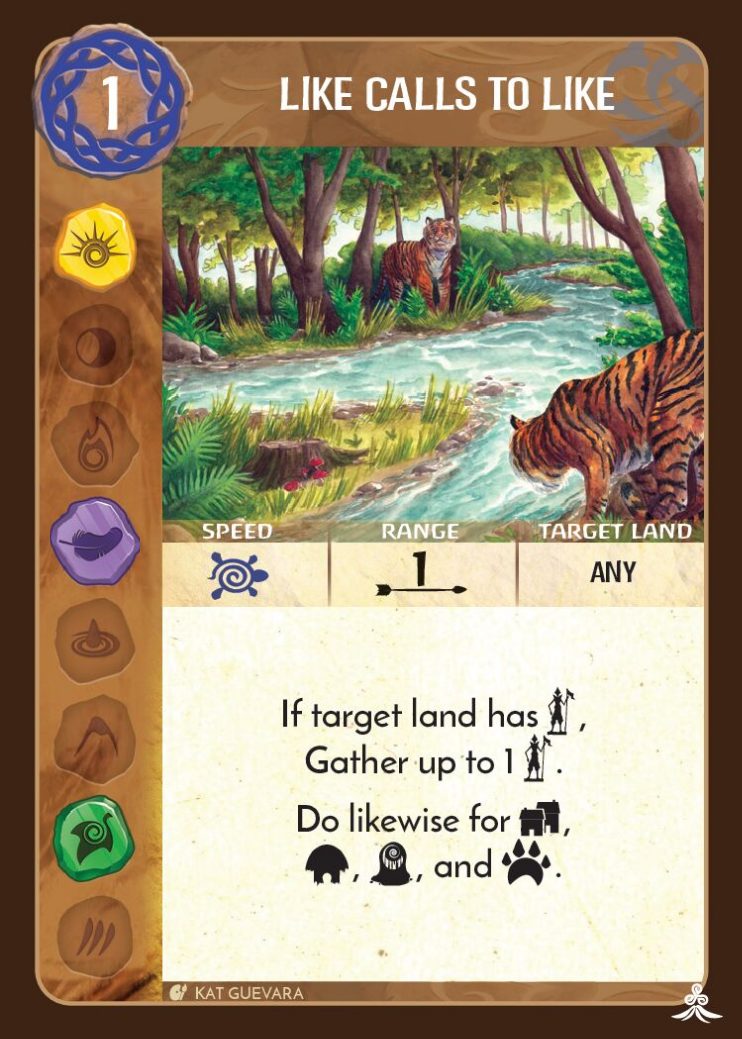 1
LIKE CALLS TO LIKE
SPEED RANGE TARGET LAND
1 ANY
If target land has ,
Gather up to 1 .
Do likewise for ,
, , and .
KAT GUEVARA